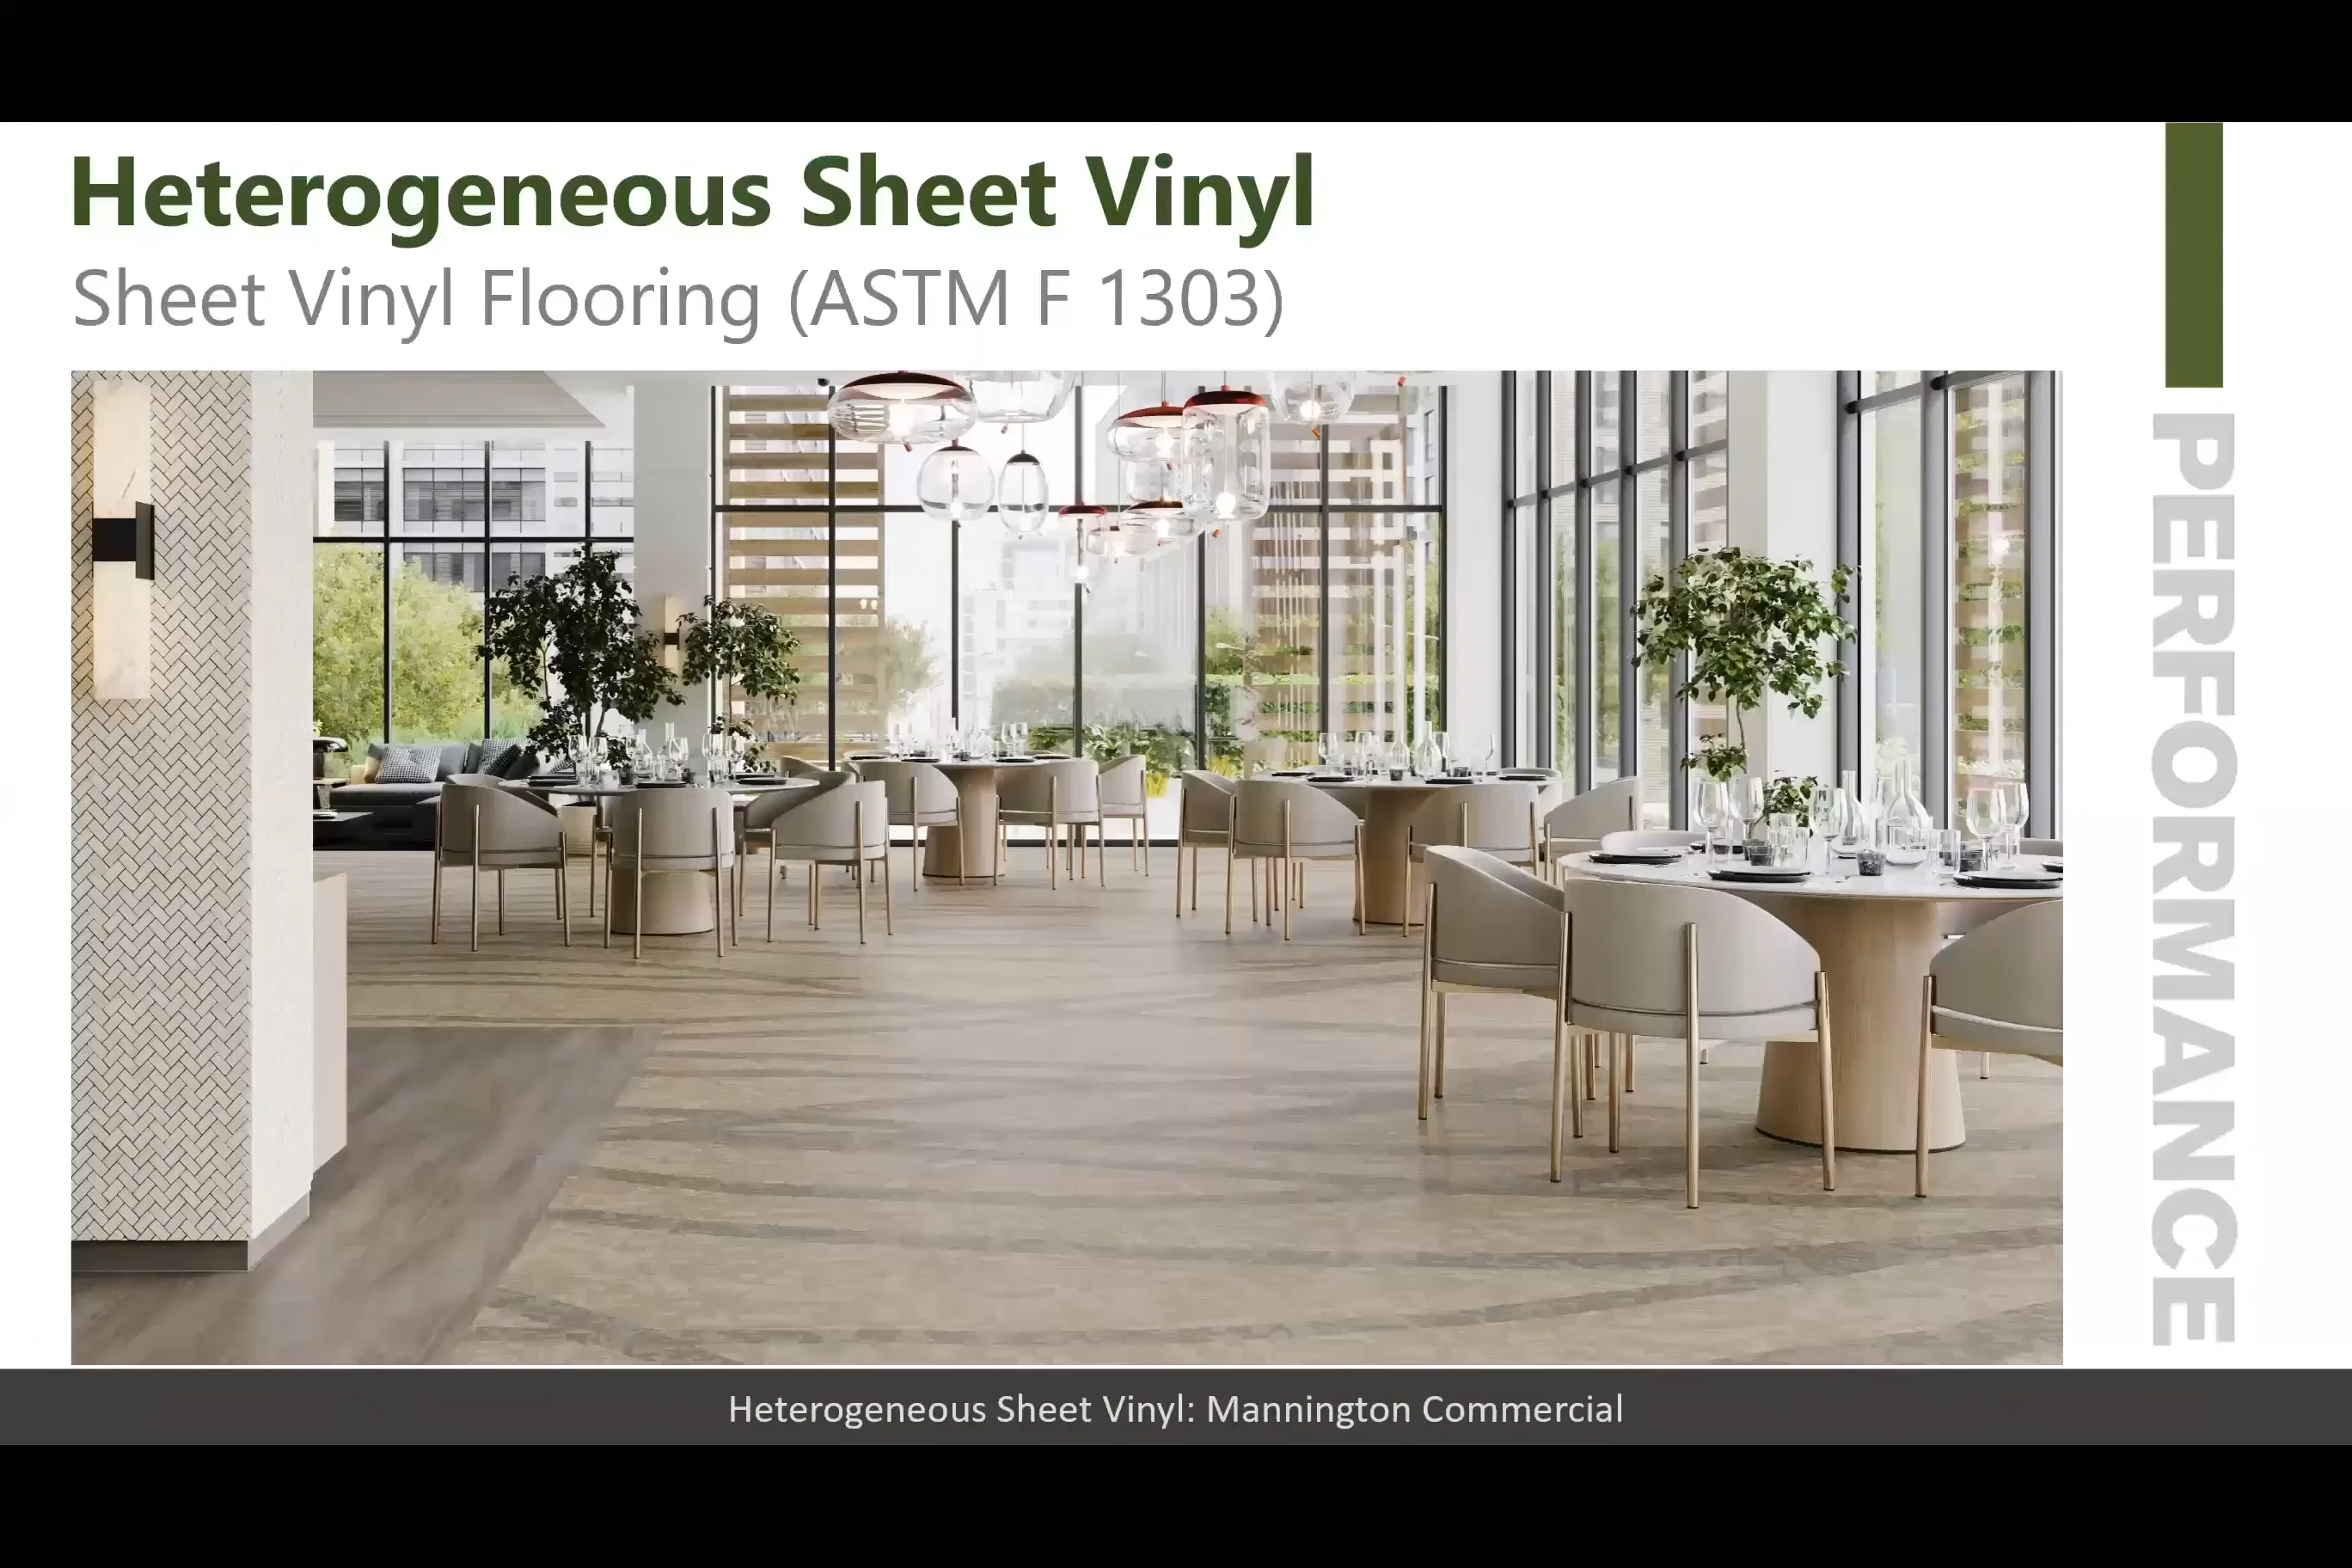 Heterogeneous Sheet Vinyl
Sheet Vinyl Flooring (ASTM F 1303)
PERFORMANCE
Heterogeneous Sheet Vinyl: Mannington Commercial